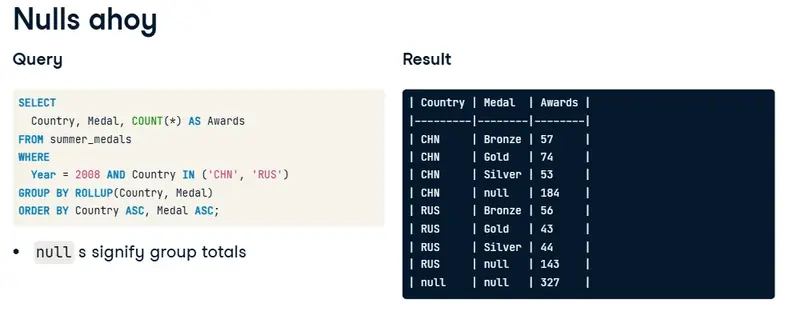 Nulls ahoy
Query
SELECT
Country, Medal, COUNT(*) AS Awards
FROM summer_medals
WHERE
Year = 2008 AND Country IN ('CHN', 'RUS')
GROUP BY ROLLUP(Country, Medal)
ORDER BY Country ASC, Medal ASC;
• null s signify group totals
Result
| Country | Medal | Awards |
|---------|--------|--------|
| CHN | Bronze | 57 |
| CHN | Gold | 74 |
| CHN | Silver | 53 |
| CHN | null | 184 |
| RUS | Bronze | 56 |
| RUS | Gold | 43 |
| RUS | Silver | 44 |
| RUS | null | 143 |
| null | null | 327 |